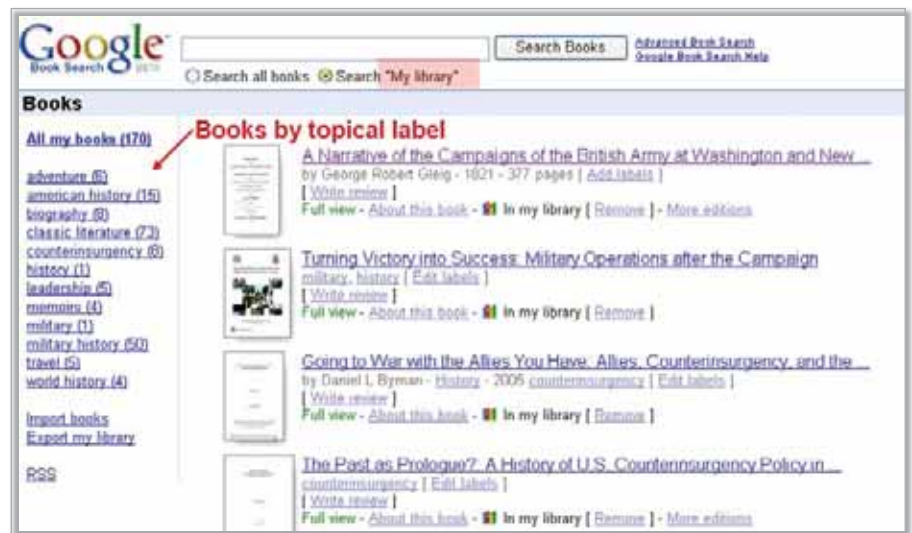 Google
Book Search BETA
Search Books
Advanced Book Search
Google Book Search Help
Search all books Search "My library"
Books
Books by topical label
All my books (170)
adventure (6)
american history (15)
biography (8)
classic literature (73)
counterinsurgency (8)
history (1)
leadership (5)
memoirs (4)
military (1)
military history (50)
travel (5)
world history (4)
Import books
Export my library
RSS
A Narrative of the Campaigns of the British Army at Washington and New ...
by George Robert Gleig - 1821 - 377 pages [ Add labels ]
[ Write review ]
Full view - About this book - In my library [ Remove ] - More editions
Turning Victory into Success: Military Operations after the Campaign
military, history [ Edit labels ]
[ Write review ]
Full view - About this book - In my library [ Remove ]
Going to War with the Allies You Have: Allies, Counterinsurgency, and the ...
by Daniel L Byman - History - 2005 counterinsurgency [ Edit labels ]
[ Write review ]
Full view - About this book - In my library [ Remove ]
The Past as Prologue?: A History of U.S. Counterinsurgency Policy in ...
counterinsurgency [ Edit labels ]
[ Write review ]
Full view - About this book - In my library [ Remove ] - More editions